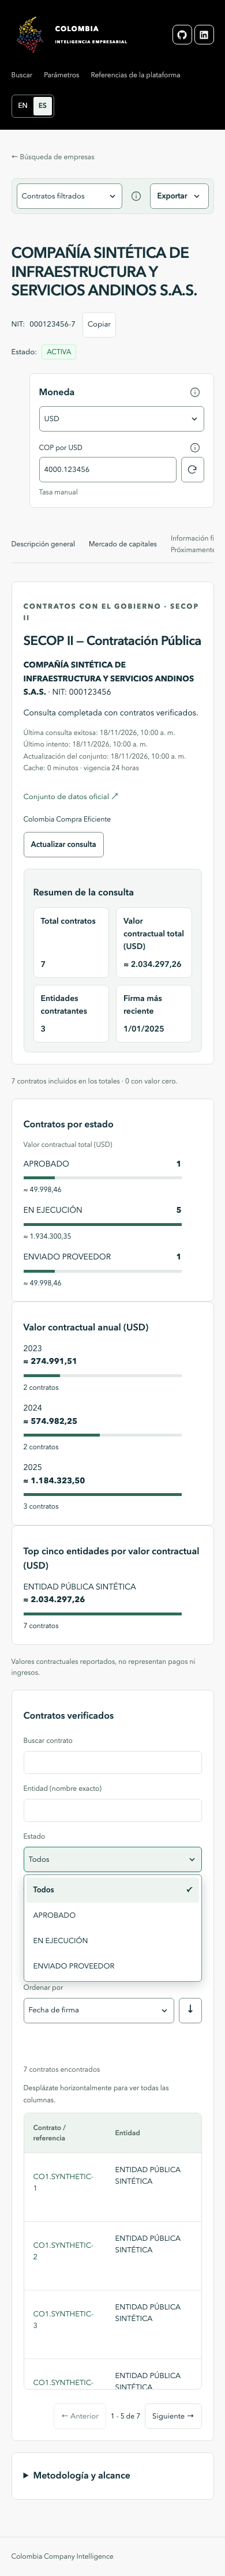 COLOMBIA
INTELIGENCIA EMPRESARIAL
Buscar Parámetros Referencias de la plataforma
EN ES
← Búsqueda de empresas
Contratos filtrados Exportar
COMPAÑÍA SINTÉTICA DE
INFRAESTRUCTURA Y
SERVICIOS ANDINOS S.A.S.
NIT: 000123456-7 Copiar
Estado: ACTIVA
Moneda
USD
COP por USD
4000.123456
Tasa manual
Descripción general Mercado de capitales Información fi
Próximamente
CONTRATOS CON EL GOBIERNO · SECOP
II
SECOP II — Contratación Pública
COMPAÑÍA SINTÉTICA DE
INFRAESTRUCTURA Y SERVICIOS ANDINOS
S.A.S. · NIT: 000123456
Consulta completada con contratos verificados.
Última consulta exitosa: 18/11/2026, 10:00 a. m.
Último intento: 18/11/2026, 10:00 a. m.
Actualización del conjunto: 18/11/2026, 10:00 a. m.
Cache: 0 minutos · vigencia 24 horas
Conjunto de datos oficial ↗
Colombia Compra Eficiente
Actualizar consulta
Resumen de la consulta
Total contratos
7
Valor
contractual total
(USD)
≈ 2.034.297,26
Entidades
contratantes
3
Firma más
reciente
1/01/2025
7 contratos incluidos en los totales · 0 con valor cero.
Contratos por estado
Valor contractual total (USD)
APROBADO 1
≈ 49.998,46
EN EJECUCIÓN 5
≈ 1.934.300,35
ENVIADO PROVEEDOR 1
≈ 49.998,46
Valor contractual anual (USD)
2023
≈ 274.991,51
2 contratos
2024
≈ 574.982,25
2 contratos
2025
≈ 1.184.323,50
3 contratos
Top cinco entidades por valor contractual
(USD)
ENTIDAD PÚBLICA SINTÉTICA
≈ 2.034.297,26
7 contratos
Valores contractuales reportados, no representan pagos ni
ingresos.
Contratos verificados
Buscar contrato
Entidad (nombre exacto)
Estado
Todos
Todos ✓
APROBADO
EN EJECUCIÓN
ENVIADO PROVEEDOR
Ordenar por
Fecha de firma ↓
7 contratos encontrados
Desplázate horizontalmente para ver todas las
columnas.
Contrato /
referencia
Entidad
CO1.SYNTHETIC-
1
ENTIDAD PÚBLICA
SINTÉTICA
CO1.SYNTHETIC-
2
ENTIDAD PÚBLICA
SINTÉTICA
CO1.SYNTHETIC-
3
ENTIDAD PÚBLICA
SINTÉTICA
CO1.SYNTHETIC-
ENTIDAD PÚBLICA
SINTÉTICA
← Anterior 1 - 5 de 7 Siguiente →
▶ Metodología y alcance
Colombia Company Intelligence